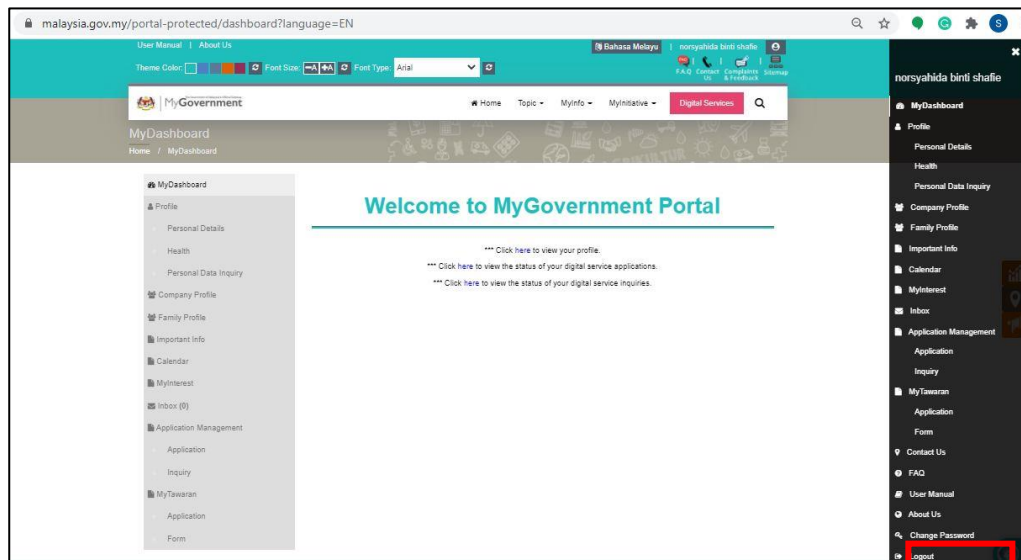 malaysia.gov.my/portal-protected/dashboard?language=EN
S
User Manual | About Us
Bahasa Melayu | norsyahida binti shafie
Theme Color: Font Size: -A +A Font Type: Arial
F.A.Q Contact Us Complaints & Feedback Sitemap
MyGovernment
Home Topic MyInfo MyInitiative Digital Services
MyDashboard
Home / MyDashboard
MyDashboard
Profile
Personal Details
Health
Personal Data Inquiry
Company Profile
Family Profile
Important Info
Calendar
MyInterest
Inbox (0)
Application Management
Application
Inquiry
MyTawaran
Application
Form
Welcome to MyGovernment Portal
*** Click here to view your profile.
*** Click here to view the status of your digital service applications.
*** Click here to view the status of your digital service inquiries.
norsyahida binti shafie
MyDashboard
Profile
Personal Details
Health
Personal Data Inquiry
Company Profile
Family Profile
Important Info
Calendar
MyInterest
Inbox
Application Management
Application
Inquiry
MyTawaran
Application
Form
Contact Us
FAQ
User Manual
About Us
Change Password
Logout